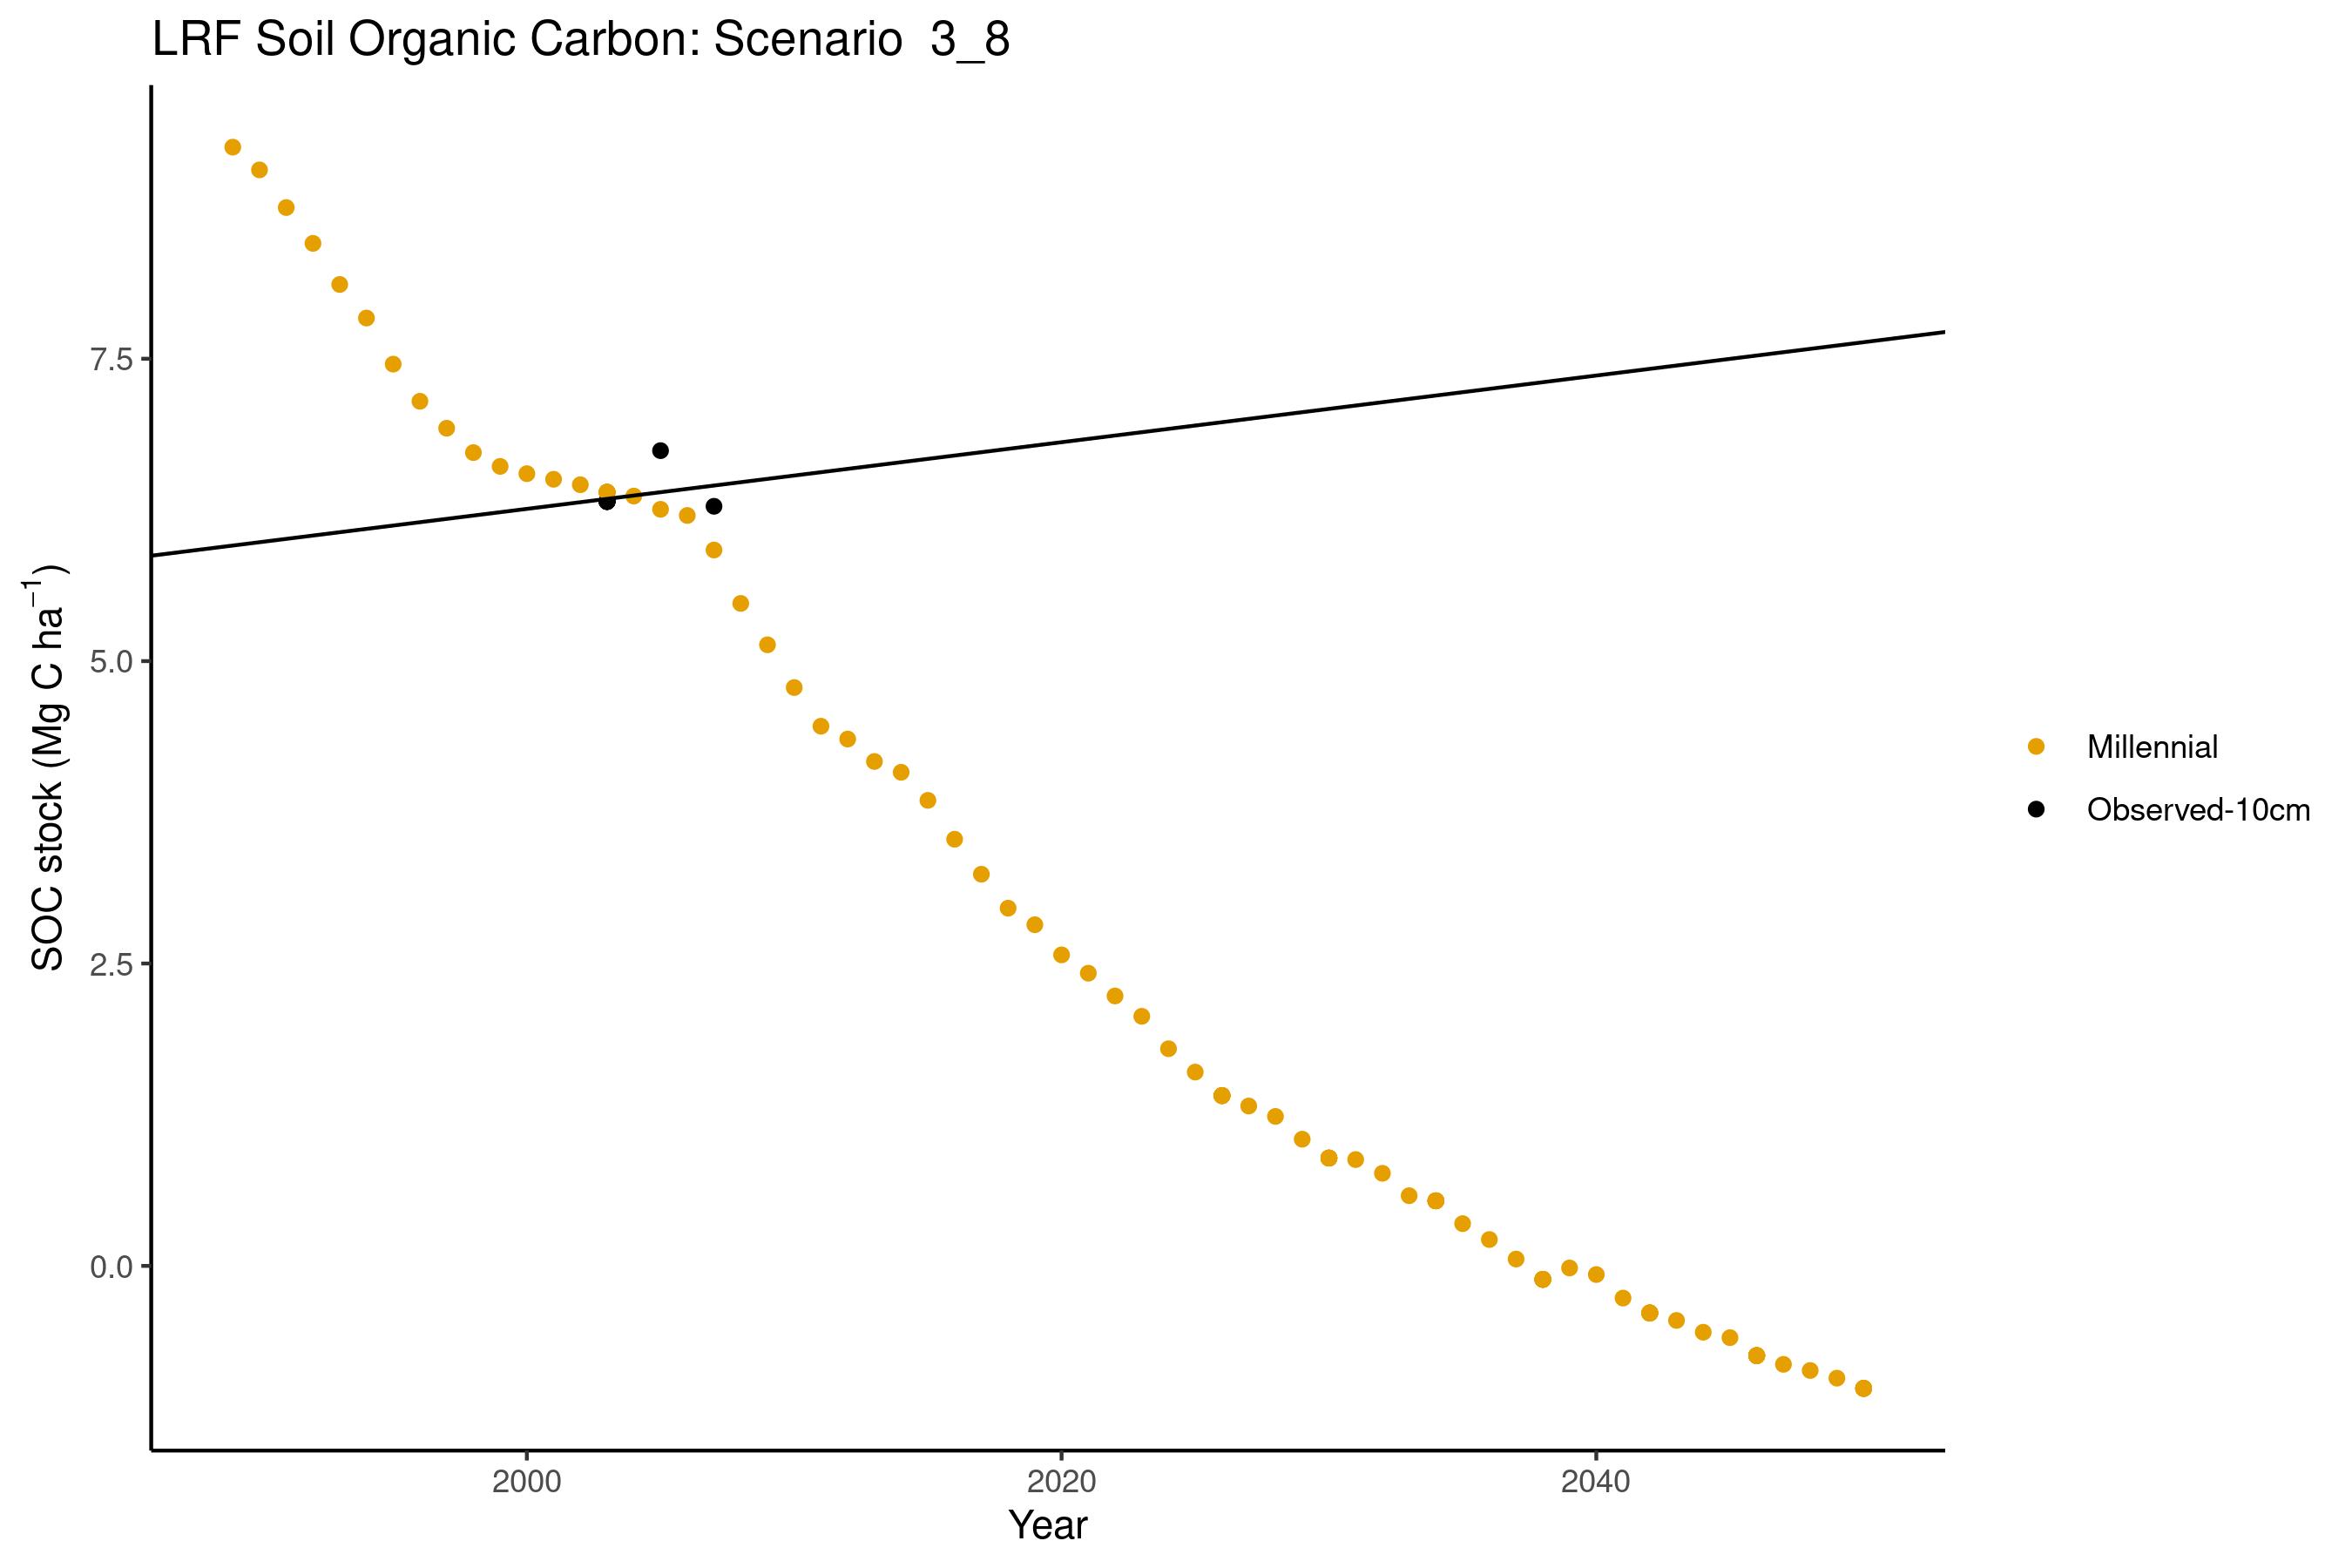 LRF Soil Organic Carbon: Scenario  3_8
SOC stock (Mg C ha⁻¹)
7.5
5.0
2.5
0.0
2000
2020
2040
Year
Millennial
Observed-10cm